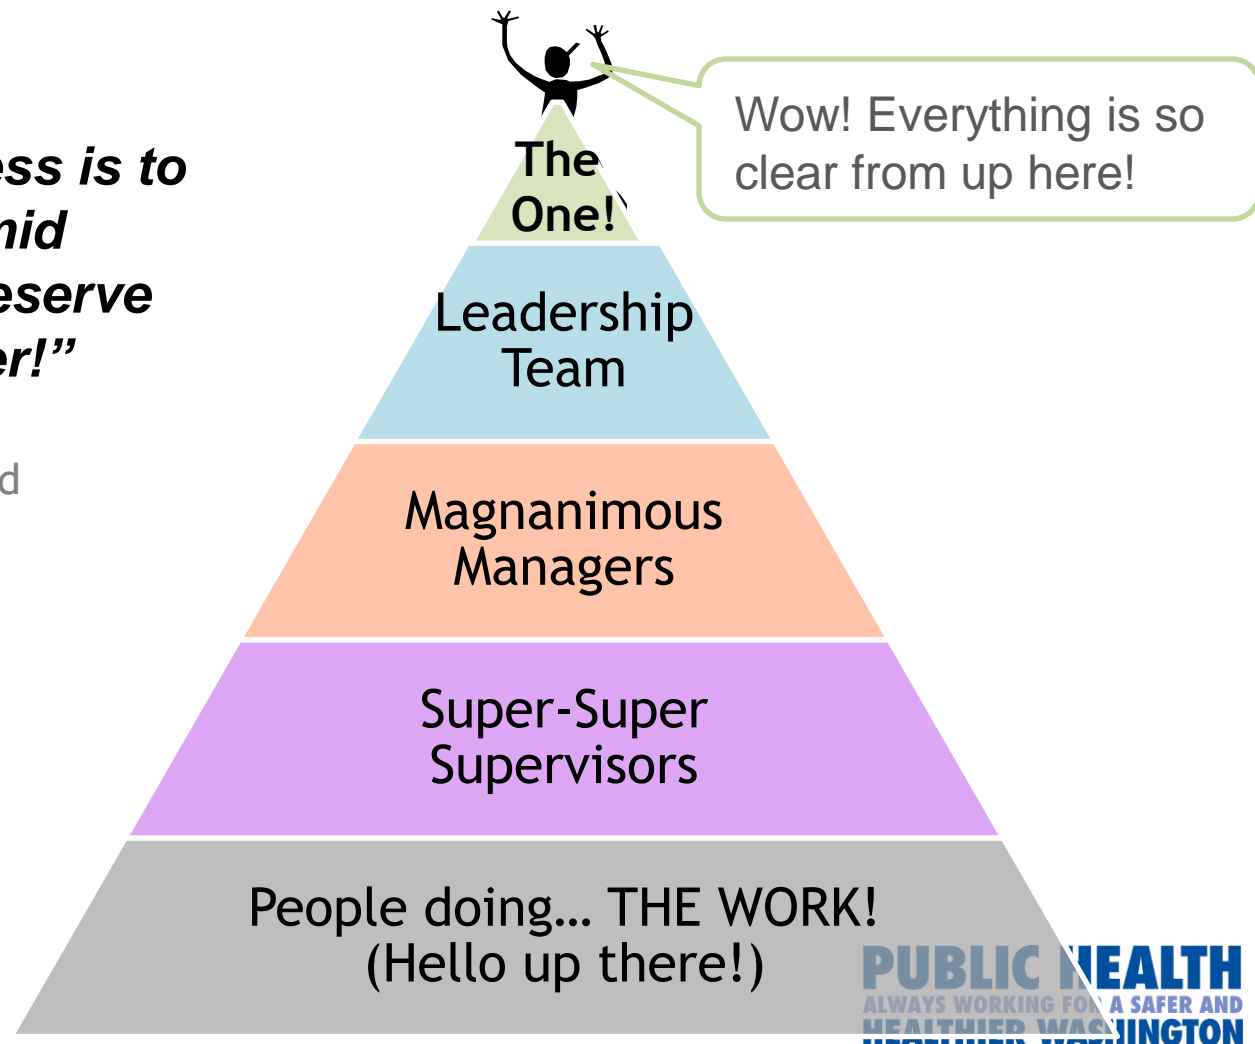 ess is to
mid
eserve
er!”
d
Wow! Everything is so
clear from up here!
The
One!
Leadership
Team
Magnanimous
Managers
Super-Super
Supervisors
People doing... THE WORK!
(Hello up there!)
PUBLIC HEALTH
ALWAYS WORKING FOR A SAFER AND
HEALTHIER WASHINGTON